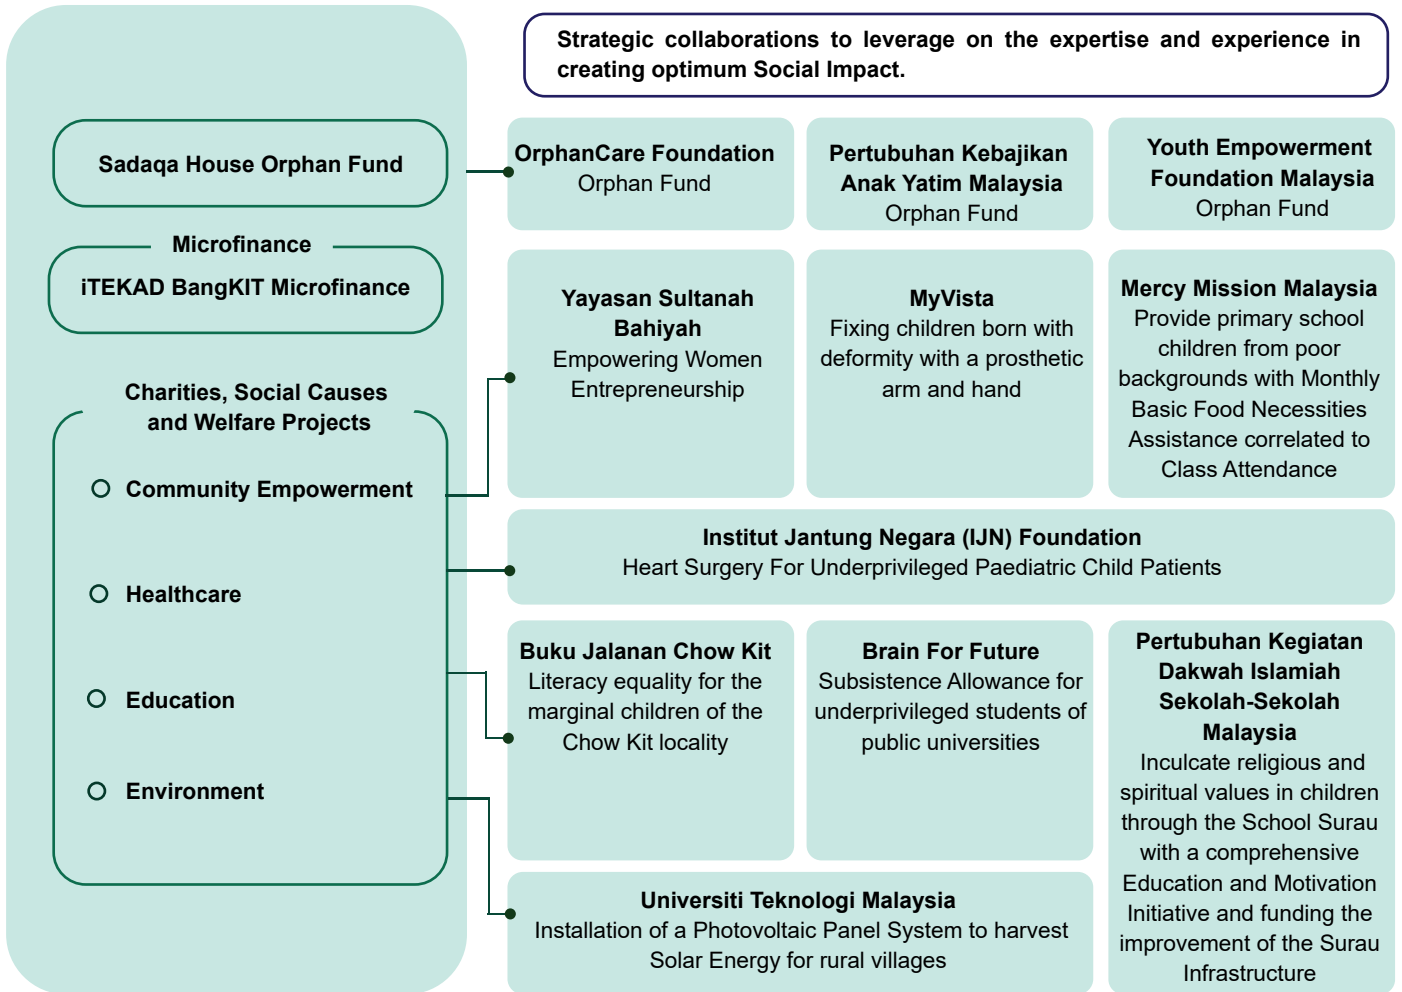 Strategic collaborations to leverage on the expertise and experience in
creating optimum Social Impact.
Sadaqa House Orphan Fund
Microfinance
iTEKAD BangKIT Microfinance
Charities, Social Causes
and Welfare Projects
Community Empowerment
Healthcare
Education
Environment
OrphanCare Foundation
Orphan Fund
Pertubuhan Kebajikan
Anak Yatim Malaysia
Orphan Fund
Youth Empowerment
Foundation Malaysia
Orphan Fund
Yayasan Sultanah
Bahiyah
Empowering Women
Entrepreneurship
MyVista
Fixing children born with
deformity with a prosthetic
arm and hand
Mercy Mission Malaysia
Provide primary school
children from poor
backgrounds with Monthly
Basic Food Necessities
Assistance correlated to
Class Attendance
Institut Jantung Negara (IJN) Foundation
Heart Surgery For Underprivileged Paediatric Child Patients
Buku Jalanan Chow Kit
Literacy equality for the
marginal children of the
Chow Kit locality
Brain For Future
Subsistence Allowance for
underprivileged students of
public universities
Pertubuhan Kegiatan
Dakwah Islamiah
Sekolah-Sekolah
Malaysia
Inculcate religious and
spiritual values in children
through the School Surau
with a comprehensive
Education and Motivation
Initiative and funding the
improvement of the Surau
Infrastructure
Universiti Teknologi Malaysia
Installation of a Photovoltaic Panel System to harvest
Solar Energy for rural villages